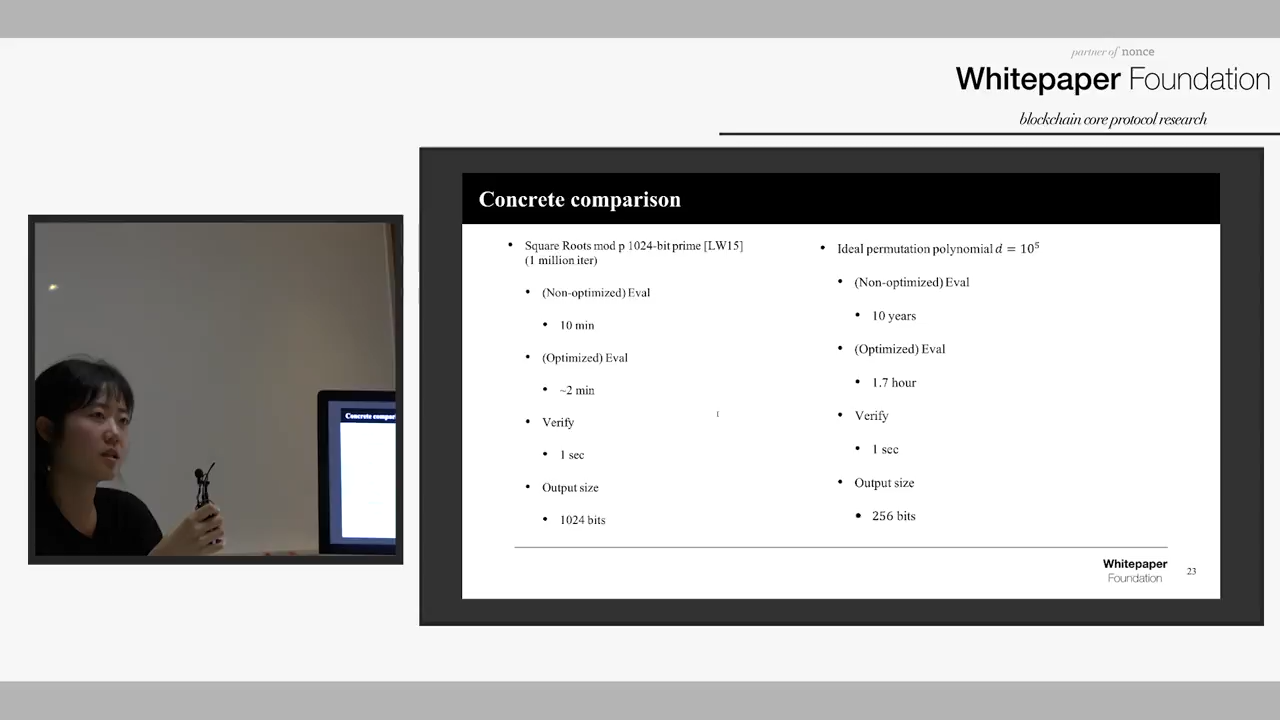 partner of nonce
Whitepaper Foundation
blockchain core protocol research
Concrete comparison
• Square Roots mod p 1024-bit prime [LW15]
(1 million iter)
• (Non-optimized) Eval
• 10 min
• (Optimized) Eval
• ~2 min
• Verify
• 1 sec
• Output size
• 1024 bits
• Ideal permutation polynomial d = 10⁵
• (Non-optimized) Eval
• 10 years
• (Optimized) Eval
• 1.7 hour
• Verify
• 1 sec
• Output size
• 256 bits
Whitepaper
Foundation
23
Concrete compar